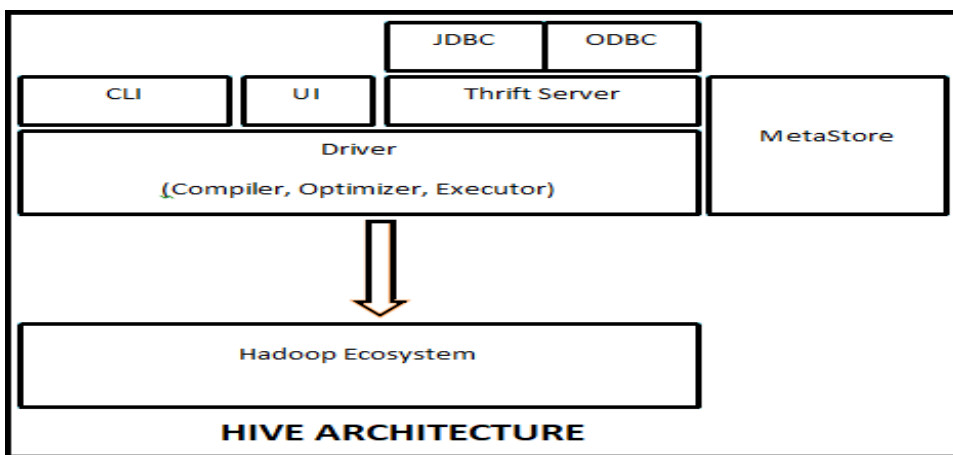 JDBC
ODBC
CLI
UI
Thrift Server
MetaStore
Driver
(Compiler, Optimizer, Executor)
Hadoop Ecosystem
HIVE ARCHITECTURE